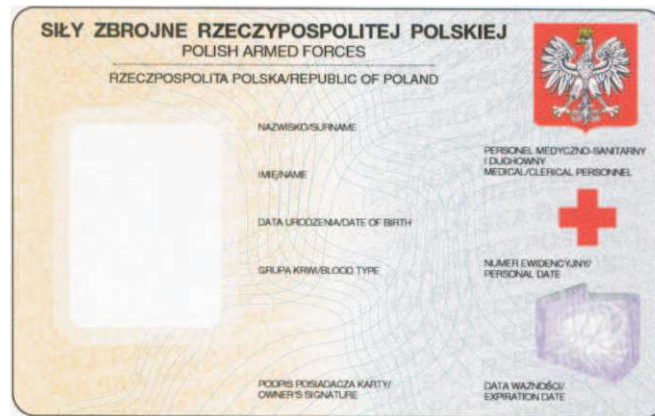 SIŁY ZBROJNE RZECZYPOSPOLITEJ POLSKIEJ
POLISH ARMED FORCES
RZECZPOSPOLITA POLSKA/REPUBLIC OF POLAND
NAZWISKO/SURNAME
IMIĘ/NAME
DATA URODZENIA/DATE OF BIRTH
GRUPA KRWI/BLOOD TYPE
PODPIS POSIADACZA KARTY/
OWNER'S SIGNATURE
PERSONEL MEDYCZNO-SANITARNY
I DUCHOWNY
MEDICAL/CLERICAL PERSONNEL
NUMER EWIDENCYJNY/
PERSONAL DATE
DATA WAŻNOŚCI/
EXPIRATION DATE